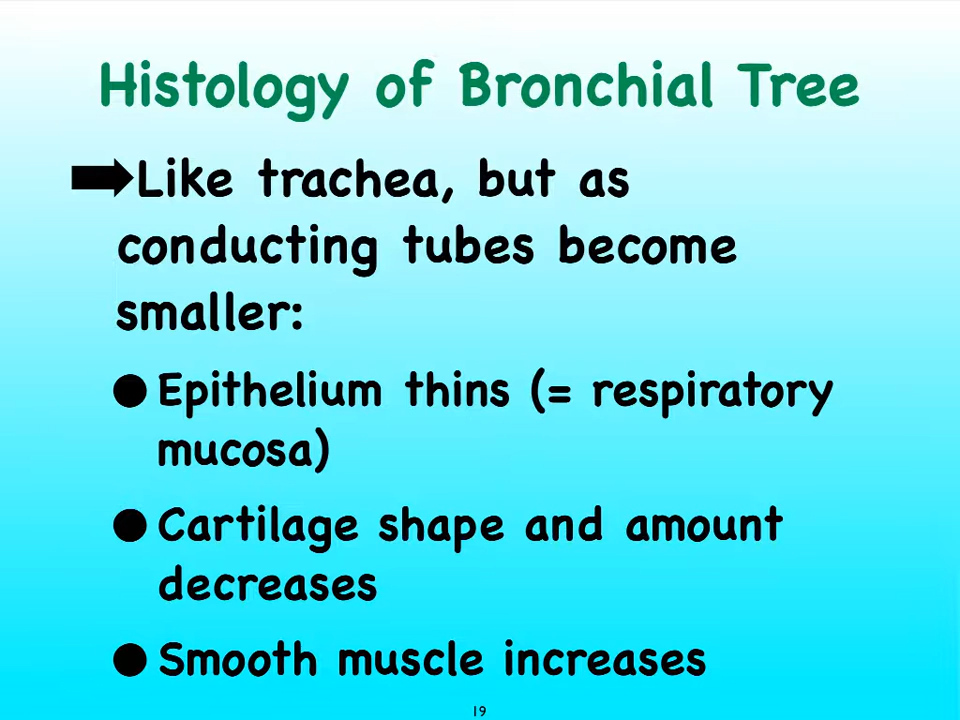 Histology of Bronchial Tree
Like trachea, but as
conducting tubes become
smaller:
● Epithelium thins (= respiratory
mucosa)
● Cartilage shape and amount
decreases
● Smooth muscle increases
19